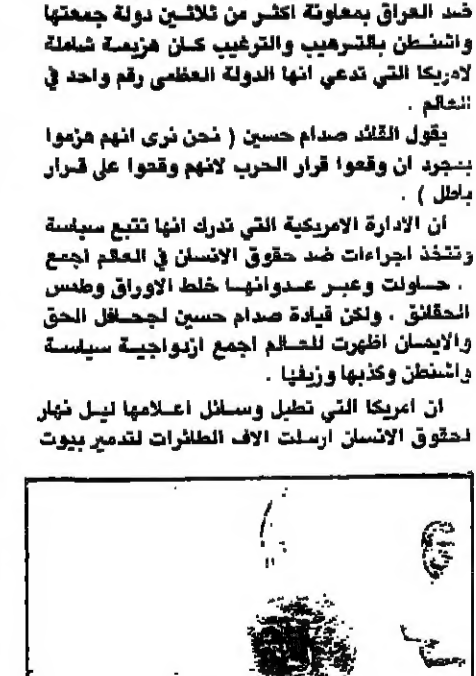 ضد العراق بمعاونة اكثر من ثلاثين دولة جمعتها
واشنطن بالترهيب والترغيب كان هزيمة شاملة
لامريكا التي تدعي انها الدولة العظمى رقم واحد في
العالم .
يقول القائد صدام حسين ( نحن نرى انهم هزموا
بمجرد ان وقعوا قرار الحرب لانهم وقعوا على قرار
باطل ) .
ان الادارة الامريكية التي تدرك انها تتبع سياسة
وتتخذ اجراءات ضد حقوق الانسان في العالم اجمع
. حاولت وعبر عدوانها خلط الاوراق وطمس
الحقائق . ولكن قيادة صدام حسين لجحافل الحق
والايمان اظهرت للعالم اجمع ازدواجية سياسة
واشنطن وكذبها وزيفها .
ان امريكا التي تطبل وسائل اعلامها ليل نهار
لحقوق الانسان ارسلت الاف الطائرات لتدمير بيوت